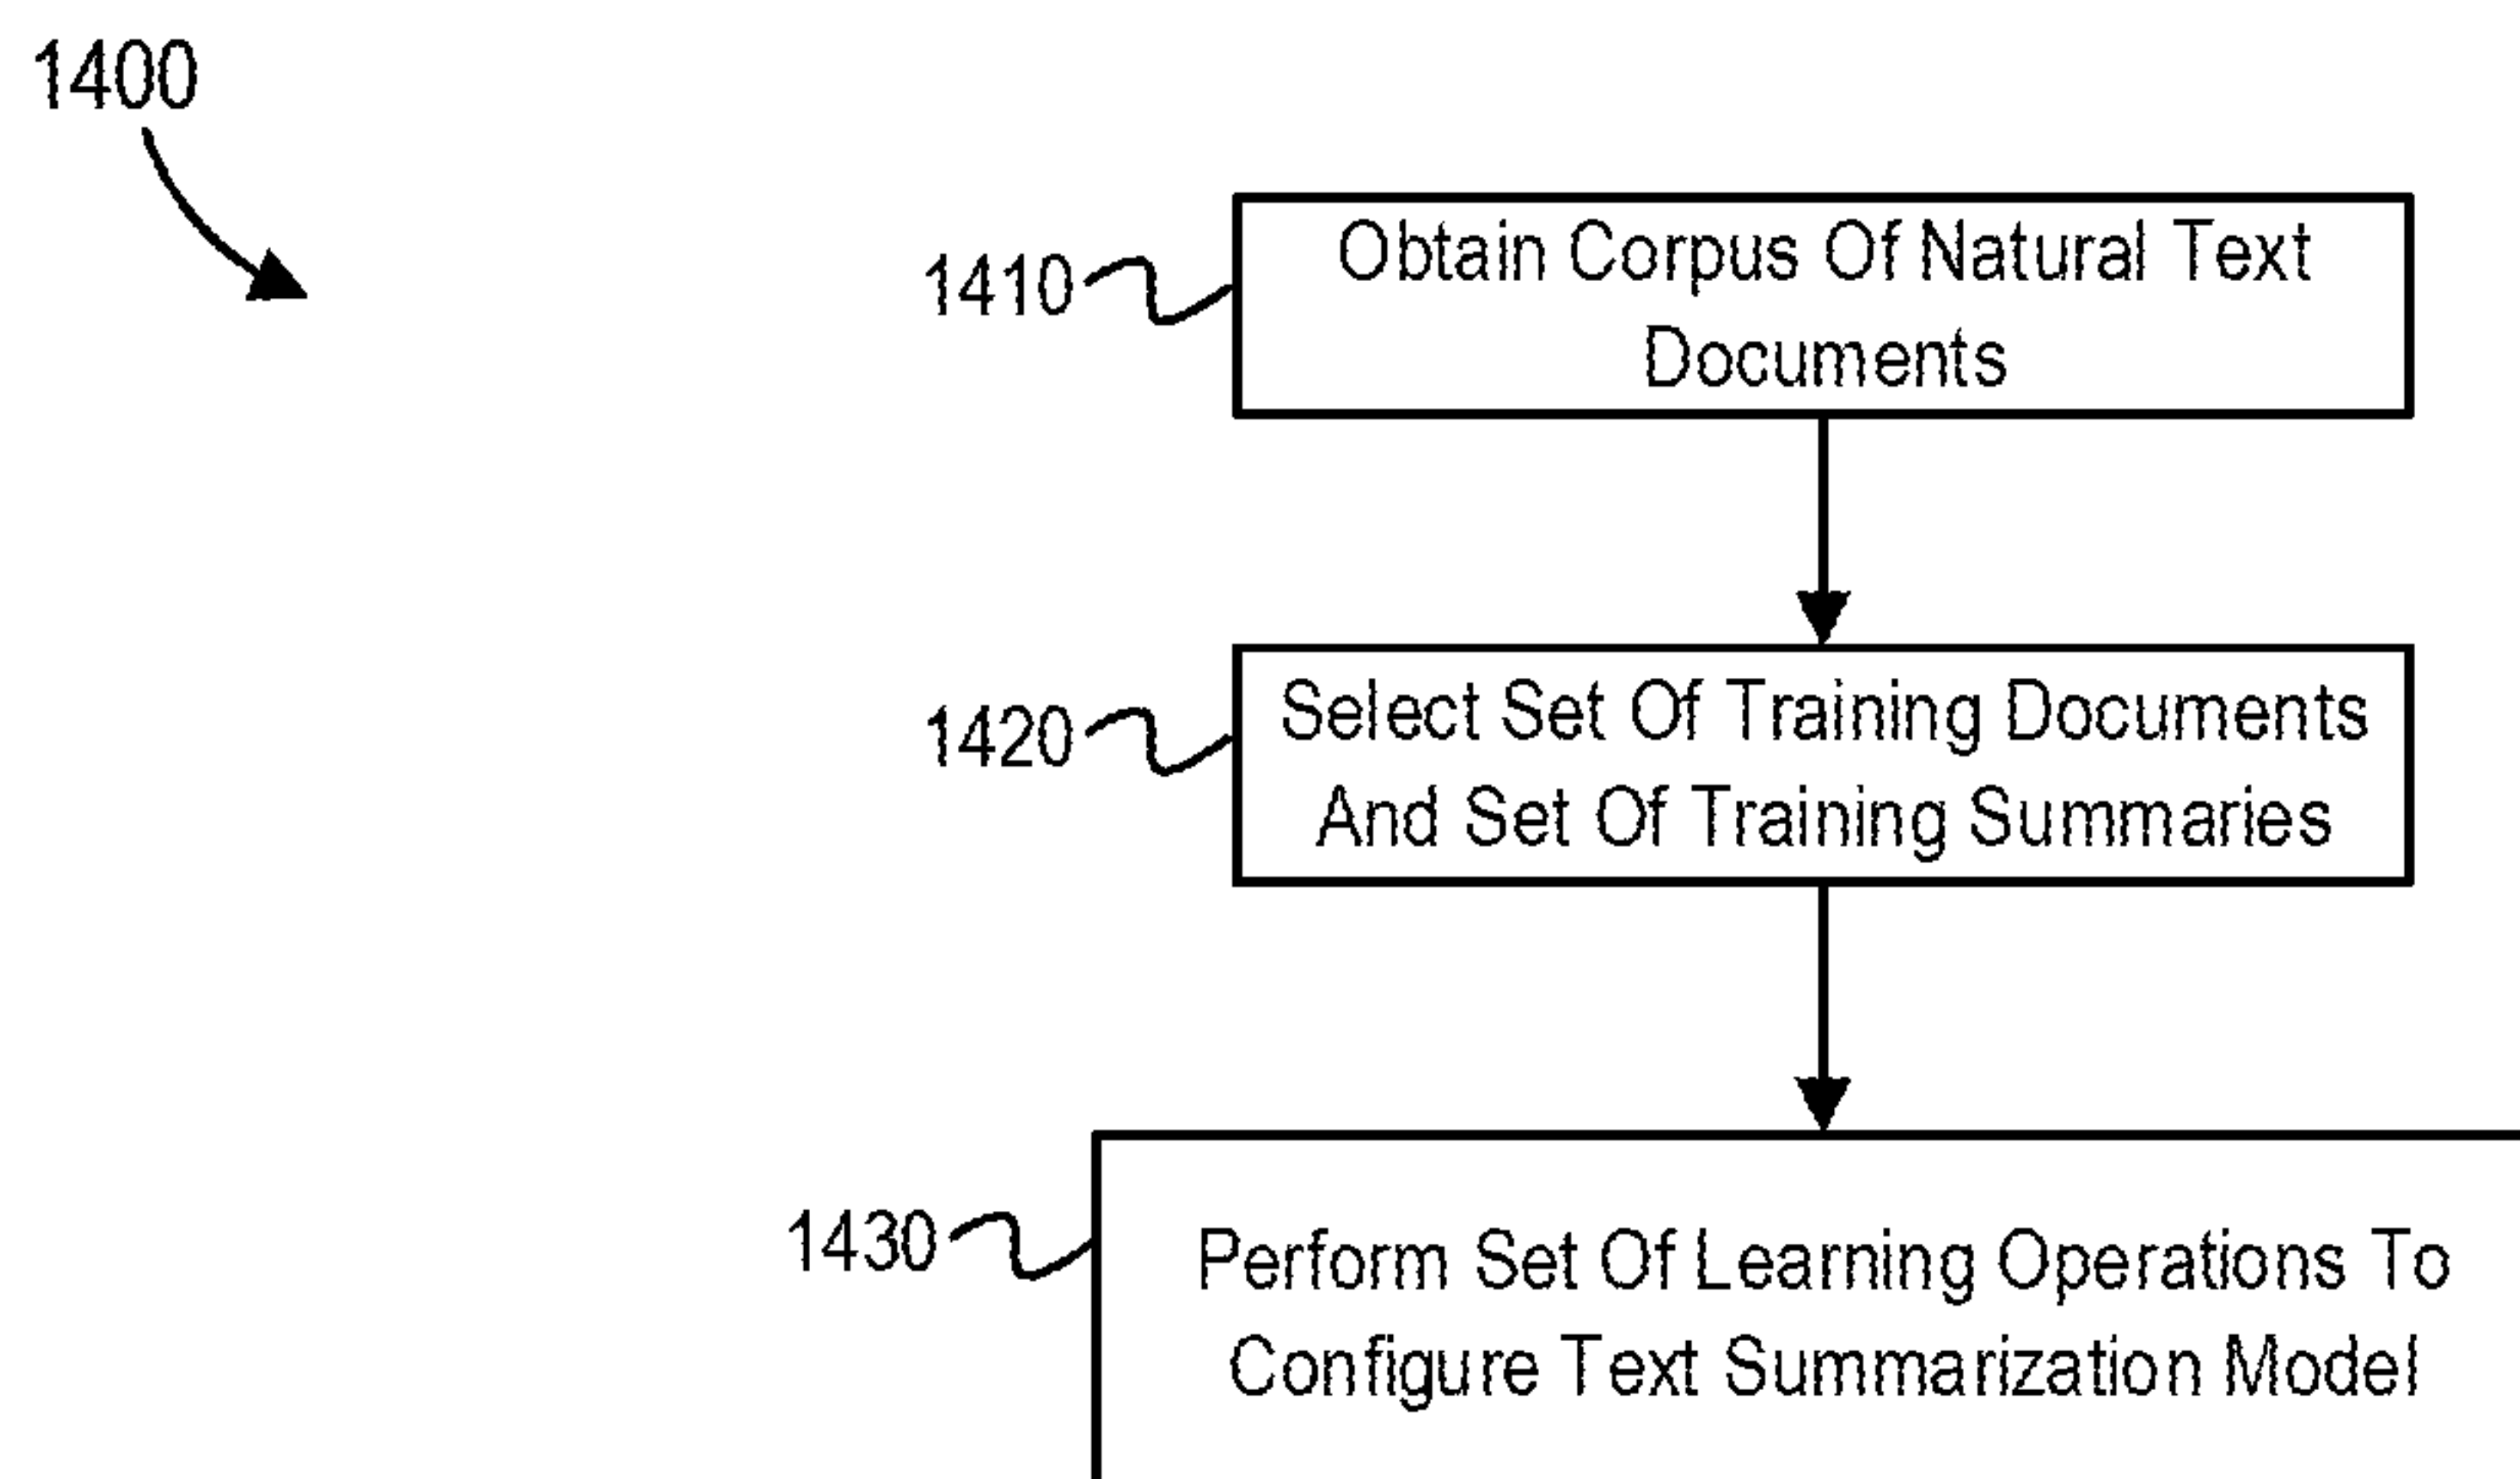 1400
1410
Obtain Corpus Of Natural Text
Documents
1420
Select Set Of Training Documents
And Set Of Training Summaries
1430
Perform Set Of Learning Operations To
Configure Text Summarization Model